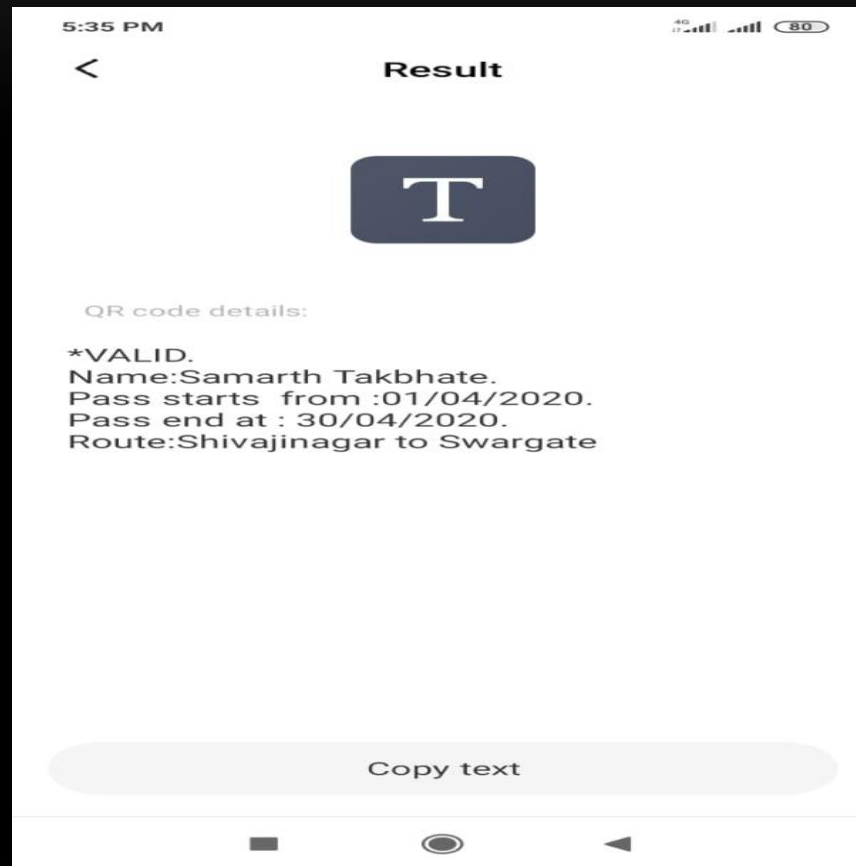 5:35 PM 4G 80
Result
T
QR code details:
*VALID.
Name:Samarth Takbhate.
Pass starts  from :01/04/2020.
Pass end at : 30/04/2020.
Route:Shivajinagar to Swargate
Copy text